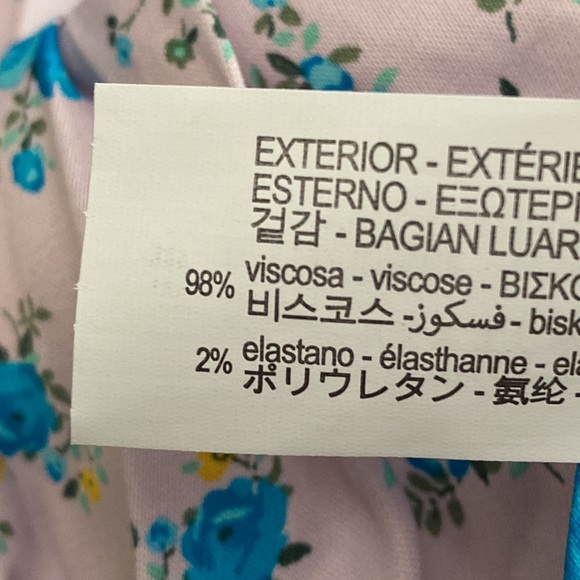 EXTERIOR - EXTÉRIE
ESTERNO - ΕΞΩΤΕΡΙ
겉감 - BAGIAN LUAR
98% viscosa - viscose - ΒΙΣΚΟ
비스코스 - فسكوز - bisk
2% elastano - élasthanne - ela
ポリウレタン - 氨纶 -